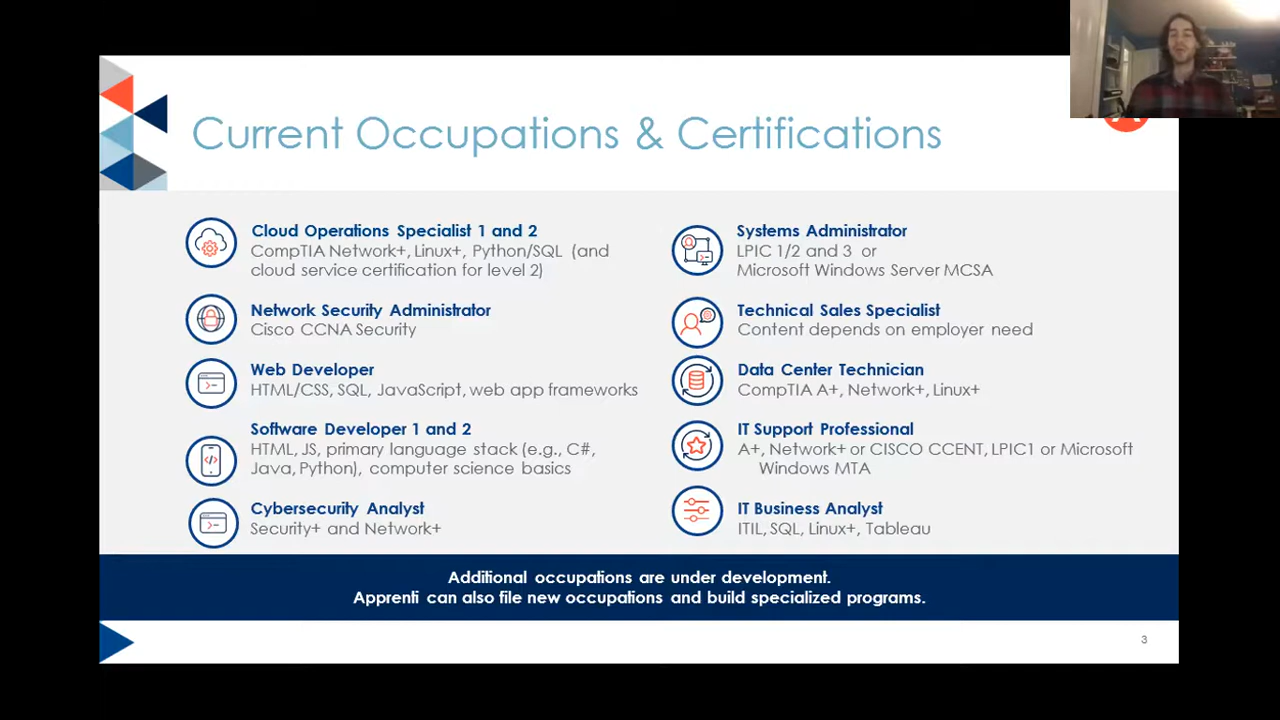 Current Occupations & Certifications
Cloud Operations Specialist 1 and 2
CompTIA Network+, Linux+, Python/SQL (and
cloud service certification for level 2)
Network Security Administrator
Cisco CCNA Security
Web Developer
HTML/CSS, SQL, JavaScript, web app frameworks
Software Developer 1 and 2
HTML, JS, primary language stack (e.g., C#,
Java, Python), computer science basics
Cybersecurity Analyst
Security+ and Network+
Systems Administrator
LPIC 1/2 and 3 or
Microsoft Windows Server MCSA
Technical Sales Specialist
Content depends on employer need
Data Center Technician
CompTIA A+, Network+, Linux+
IT Support Professional
A+, Network+ or CISCO CCENT, LPIC1 or Microsoft
Windows MTA
IT Business Analyst
ITIL, SQL, Linux+, Tableau
Additional occupations are under development.
Apprenti can also file new occupations and build specialized programs.
3